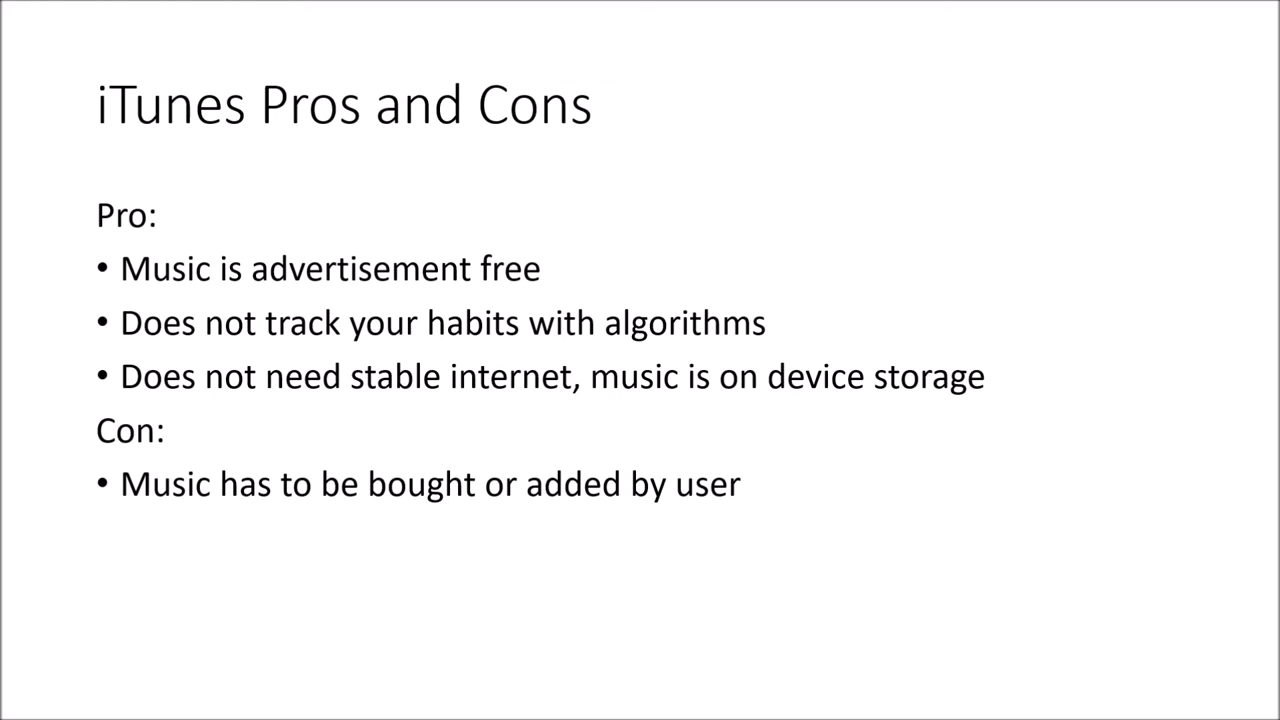 iTunes Pros and Cons
Pro:
• Music is advertisement free
• Does not track your habits with algorithms
• Does not need stable internet, music is on device storage
Con:
• Music has to be bought or added by user